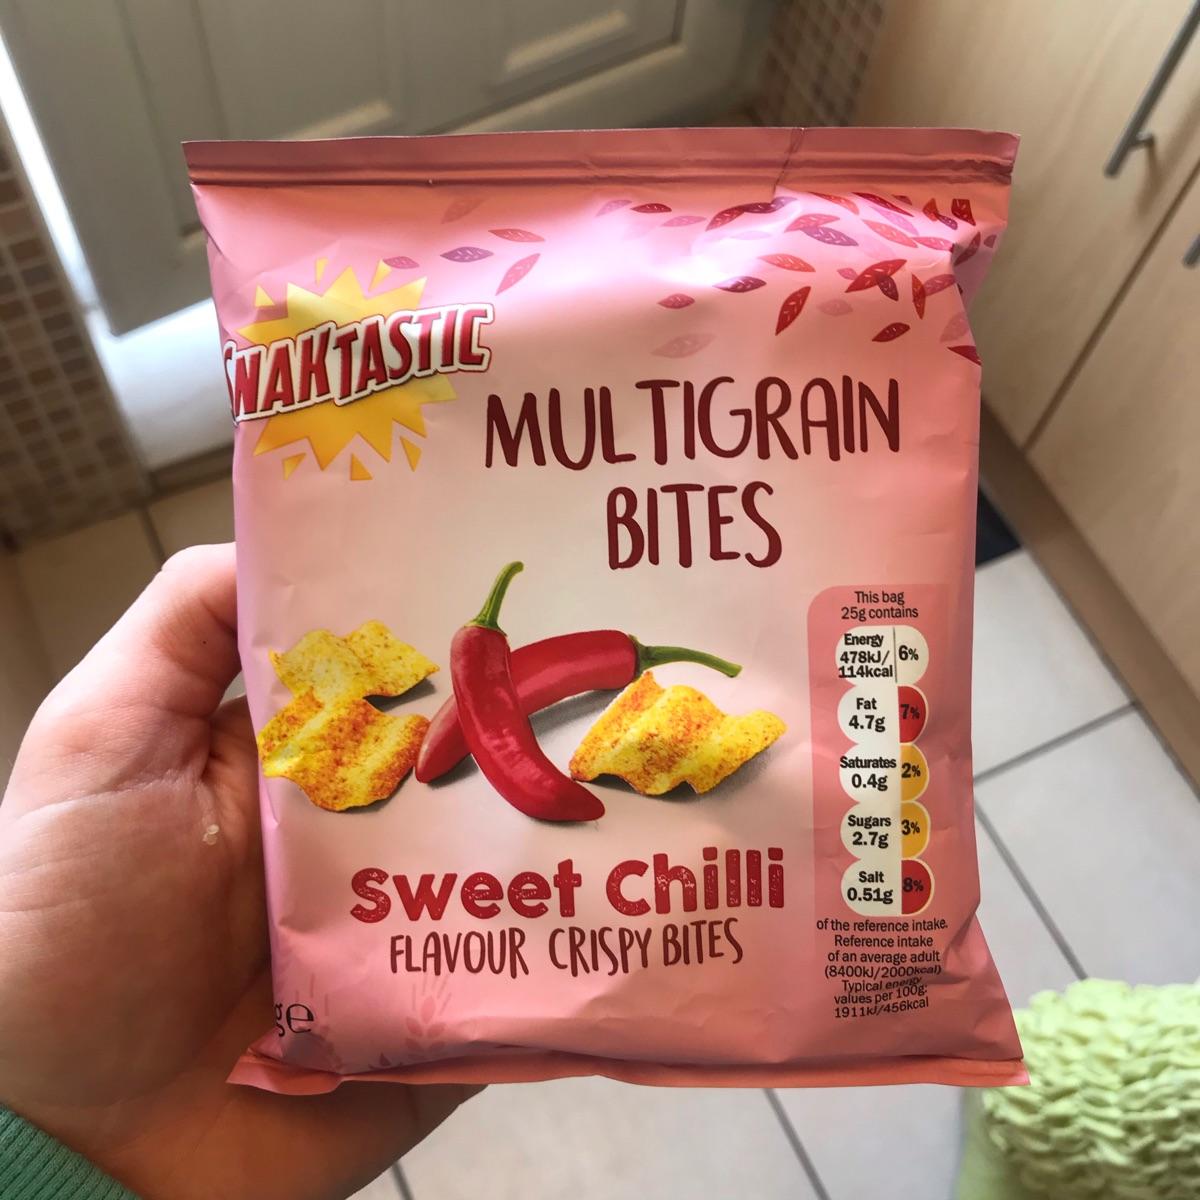 SNAKTASTIC
MULTIGRAIN
BITES
This bag
25g contains
Energy
478kJ/
114kcal
6%
Fat
4.7g
7%
Saturates
0.4g
2%
Sugars
2.7g
3%
Salt
0.51g
8%
of the reference intake.
Reference intake
of an average adult
(8400kJ/2000kcal)
Typical energy
values per 100g:
1911kJ/456kcal
Sweet Chilli
FLAVOUR CRISPY BITES
ge